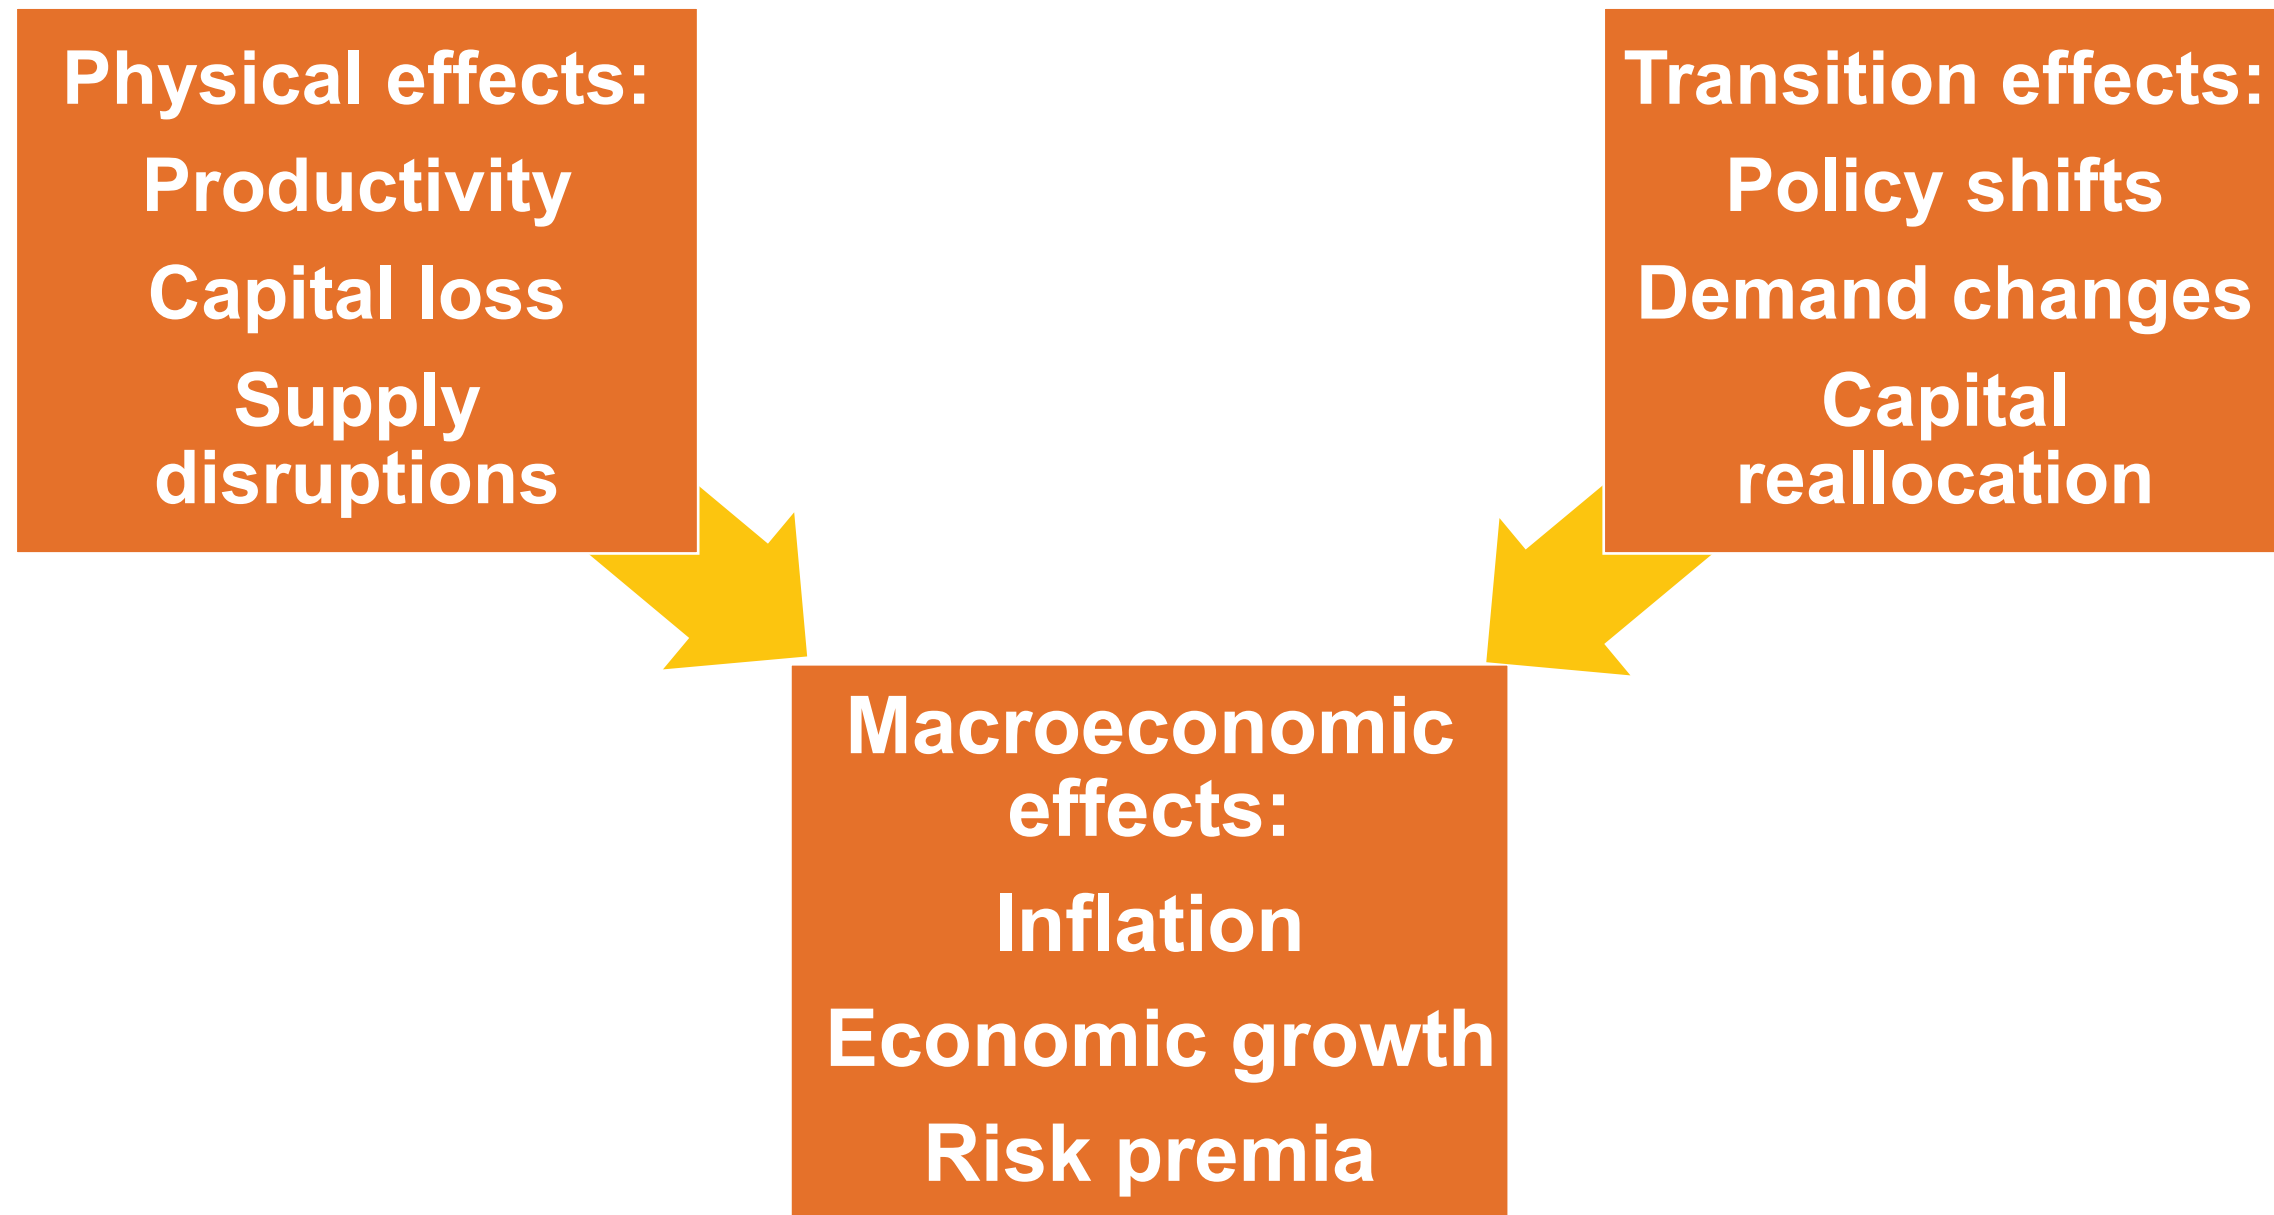 Physical effects:
Productivity
Capital loss
Supply
disruptions
Transition effects:
Policy shifts
Demand changes
Capital
reallocation
Macroeconomic
effects:
Inflation
Economic growth
Risk premia